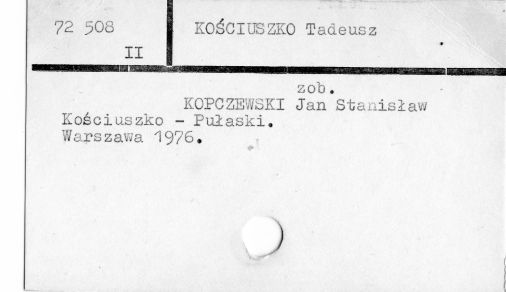 72 508 KOŚCIUSZKO Tadeusz
II
zob.
KOPCZEWSKI Jan Stanisław
Kościuszko - Pułaski.
Warszawa 1976.